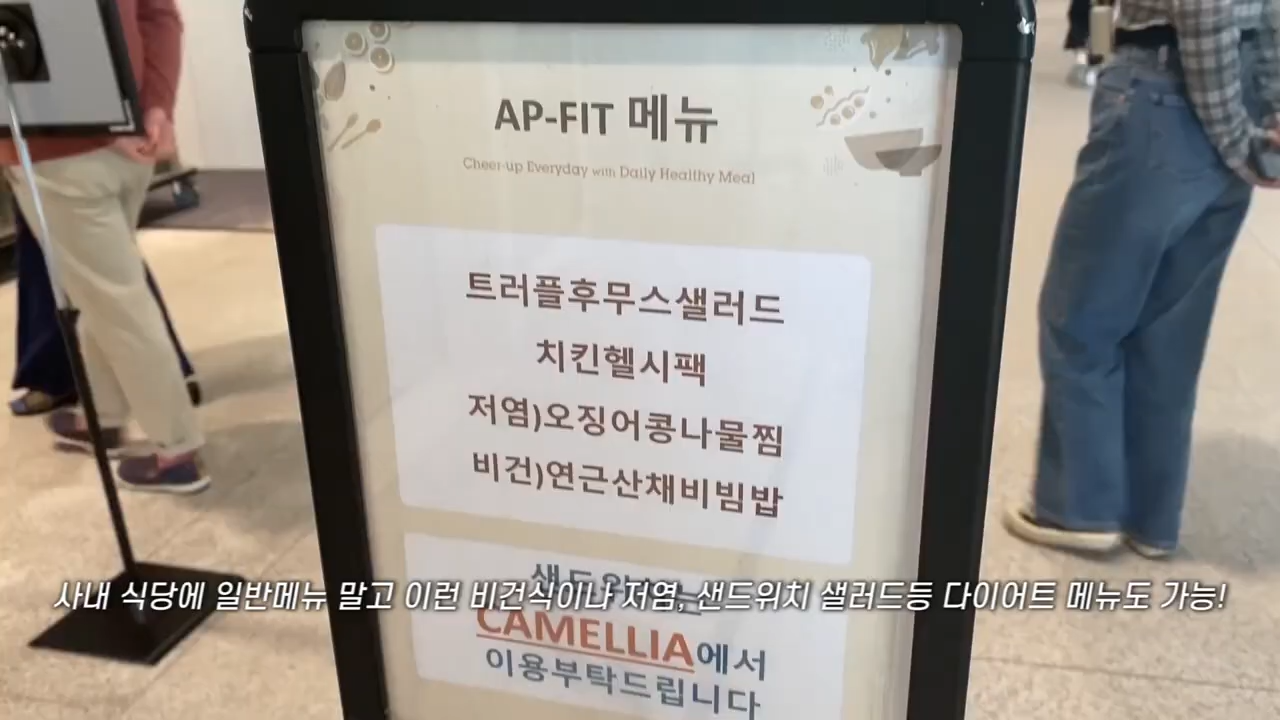 AP-FIT 메뉴
Cheer-up Everyday with Daily Healthy Meal
트러플후무스샐러드
치킨헬시팩
저염)오징어콩나물찜
비건)연근산채비빔밥
샌드위치는
사내 식당에 일반메뉴 말고 이런 비건식이나 저염, 샌드위치 샐러드등 다이어트 메뉴도 가능!
CAMELLIA에서
이용부탁드립니다